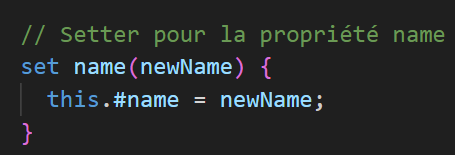 // Setter pour la propriété name
set name(newName) {
  this.#name = newName;
}